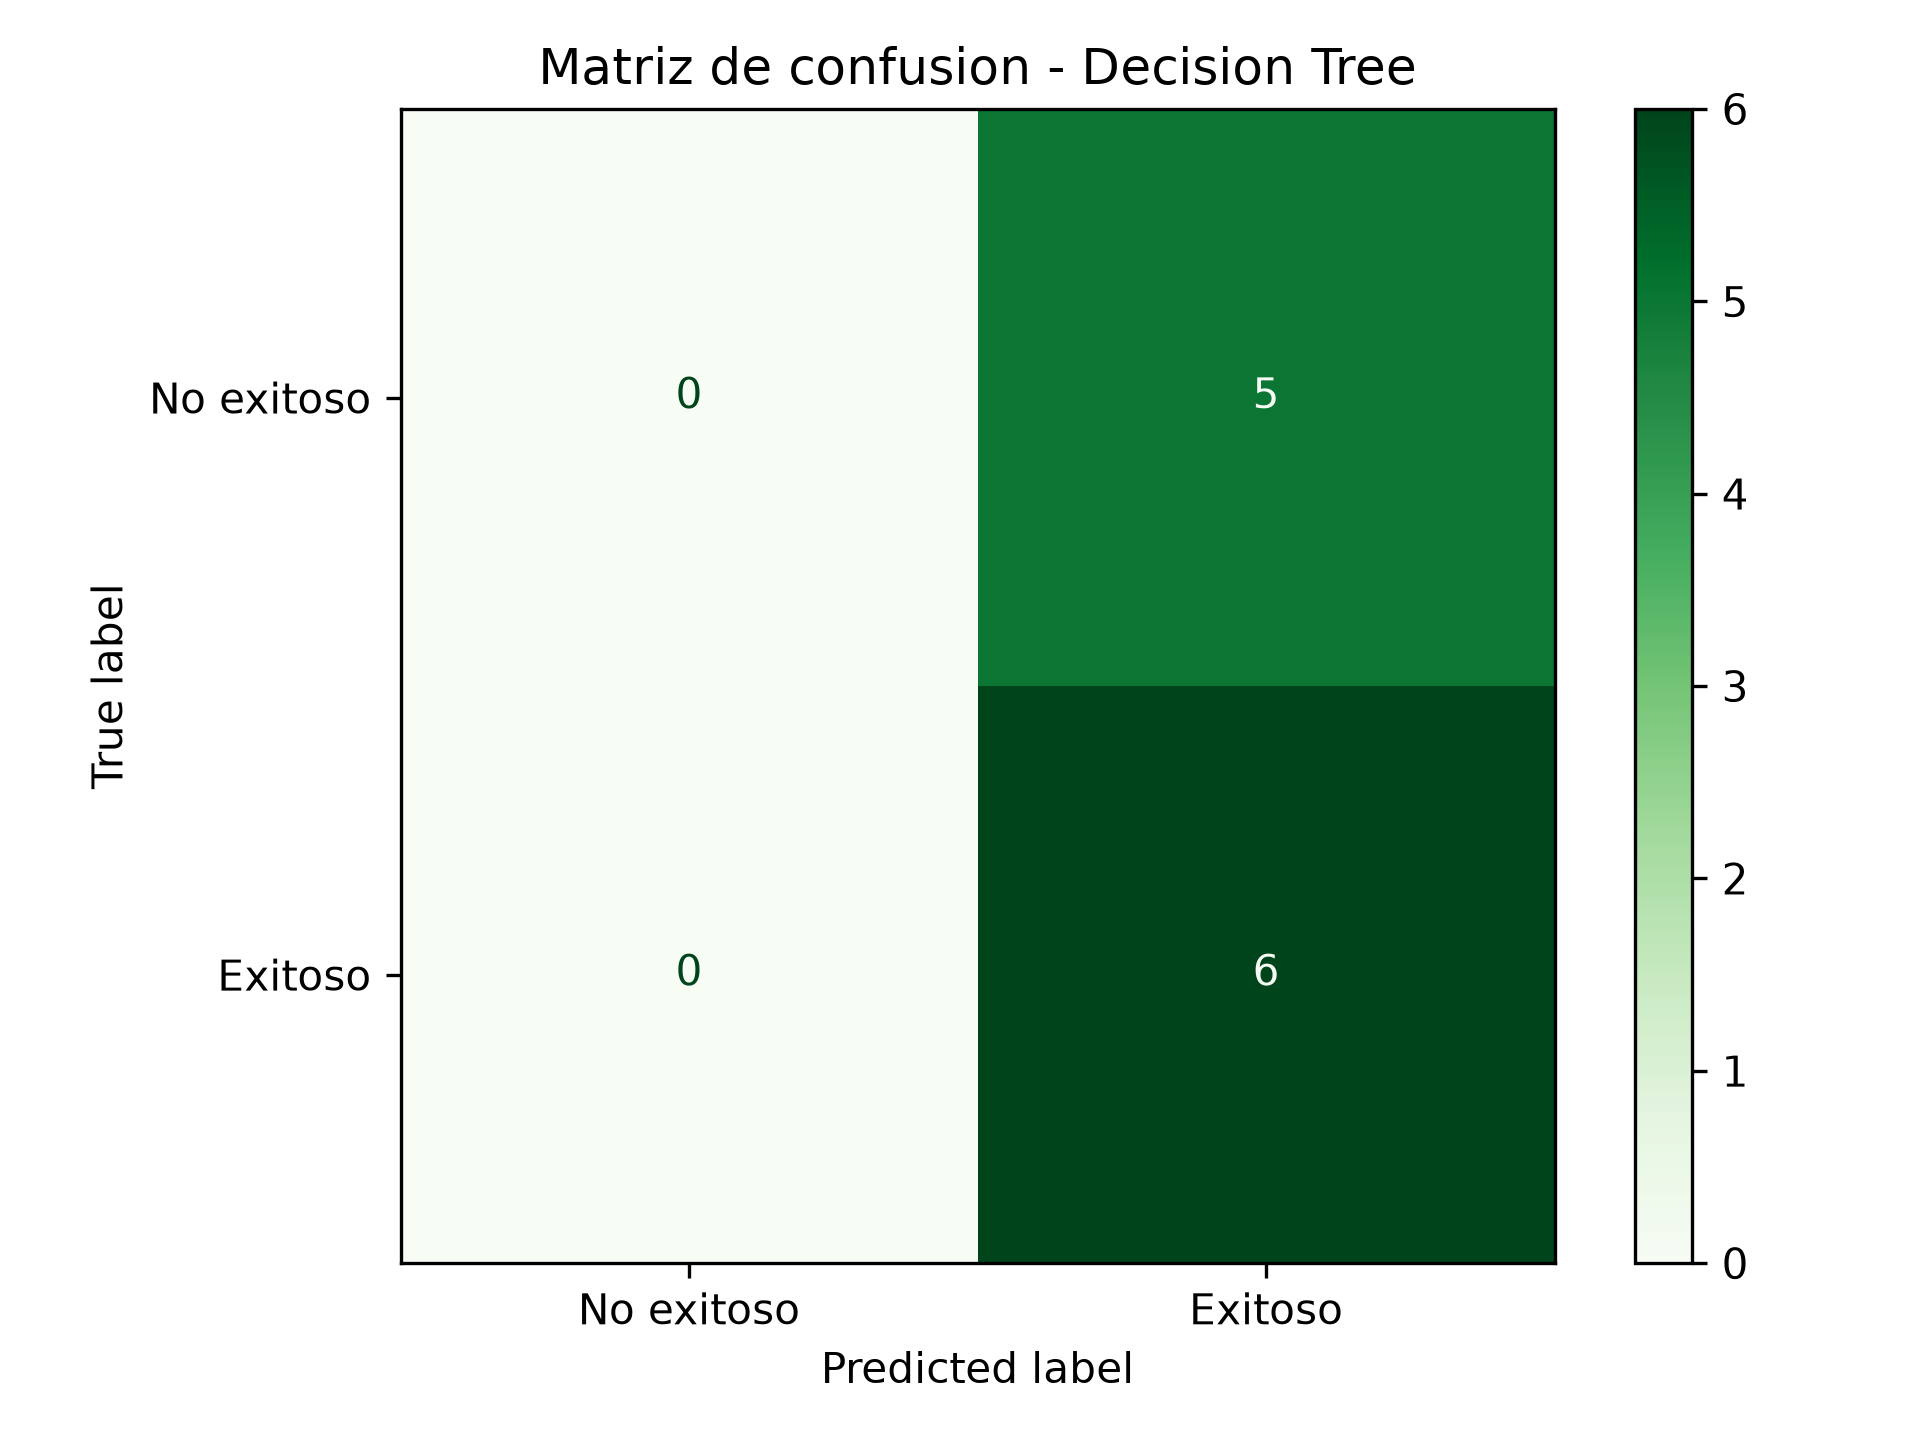 Matriz de confusion - Decision Tree
No exitoso
Exitoso
True label
0
5
0
6
No exitoso
Exitoso
Predicted label
6
5
4
3
2
1
0